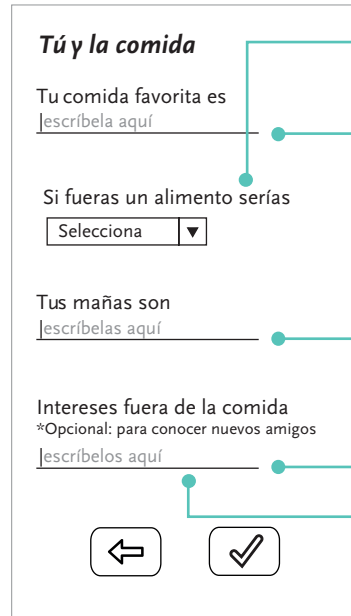 Tú y la comida
Tu comida favorita es
escríbela aquí
Si fueras un alimento serías
Selecciona
Tus mañas son
escríbelas aquí
Intereses fuera de la comida
*Opcional: para conocer nuevos amigos
escríbelos aquí